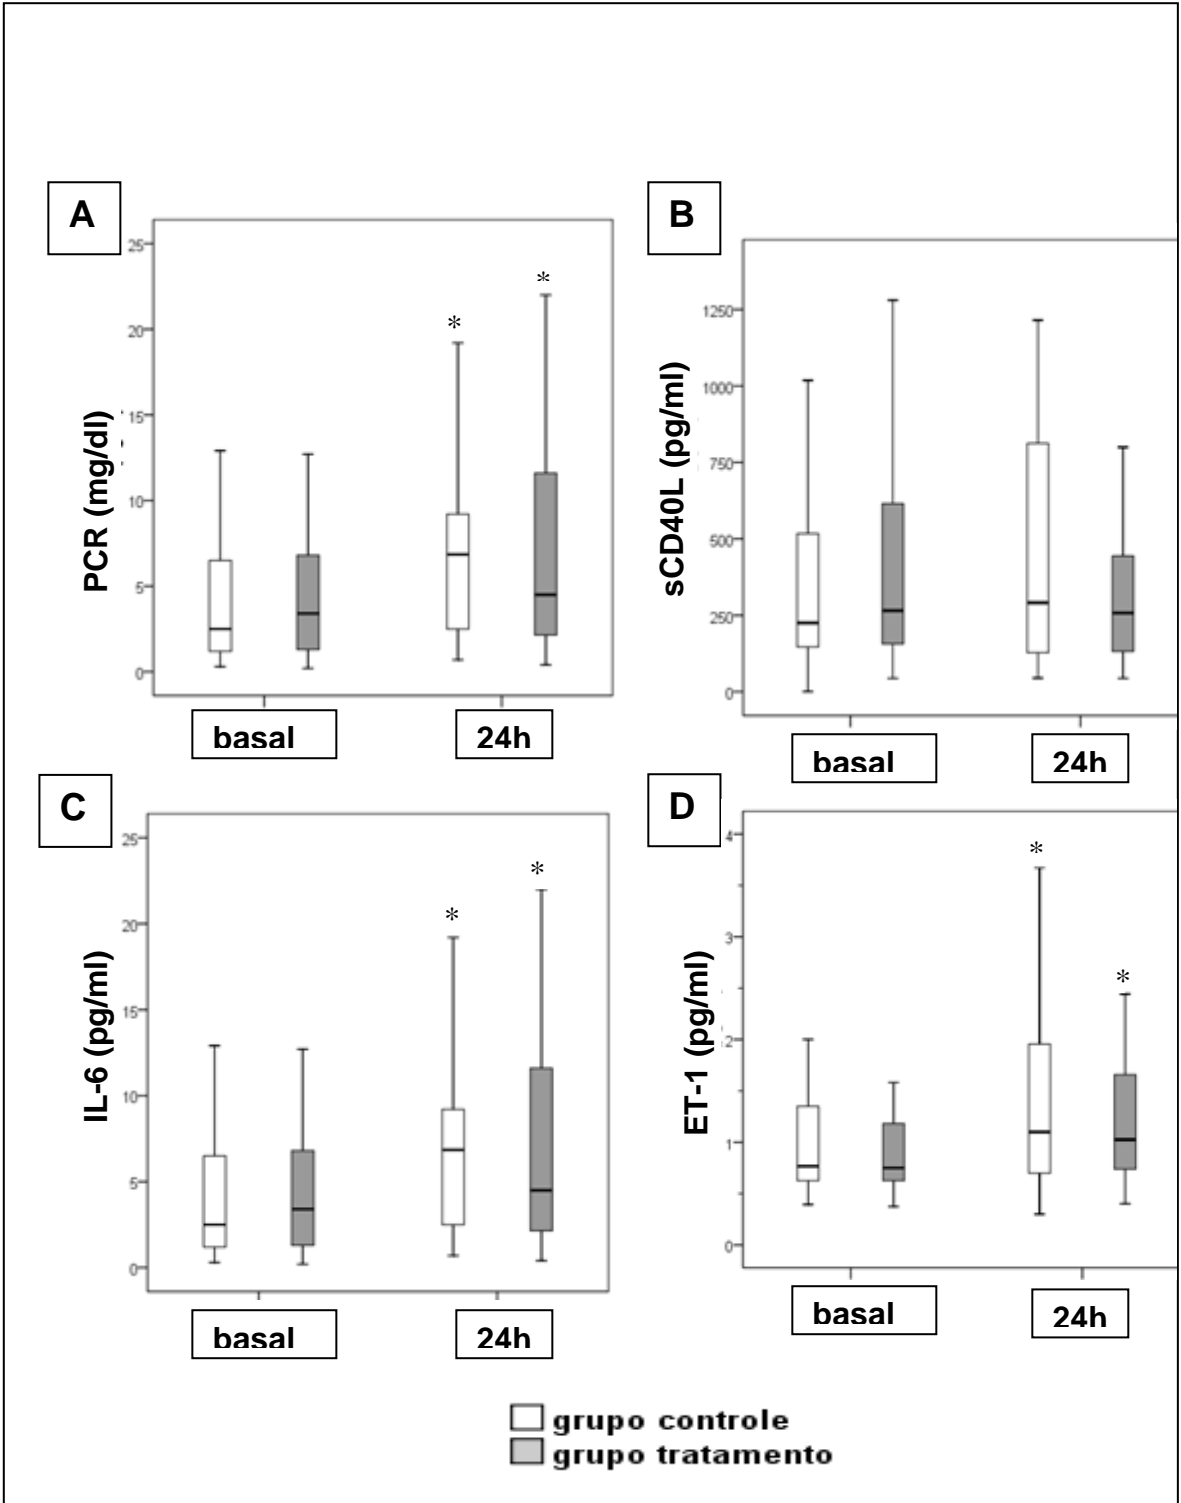 A
B
25
20
15
10
5
0
PCR (mg/dl)
*
*
basal
24h
1250
1000
750
500
250
0
sCD40L (pg/ml)
basal
24h
C
D
25
20
15
10
5
0
IL-6 (pg/ml)
*
*
basal
24h
4
3
2
1
0
ET-1 (pg/ml)
*
*
basal
24h
grupo controle
grupo tratamento